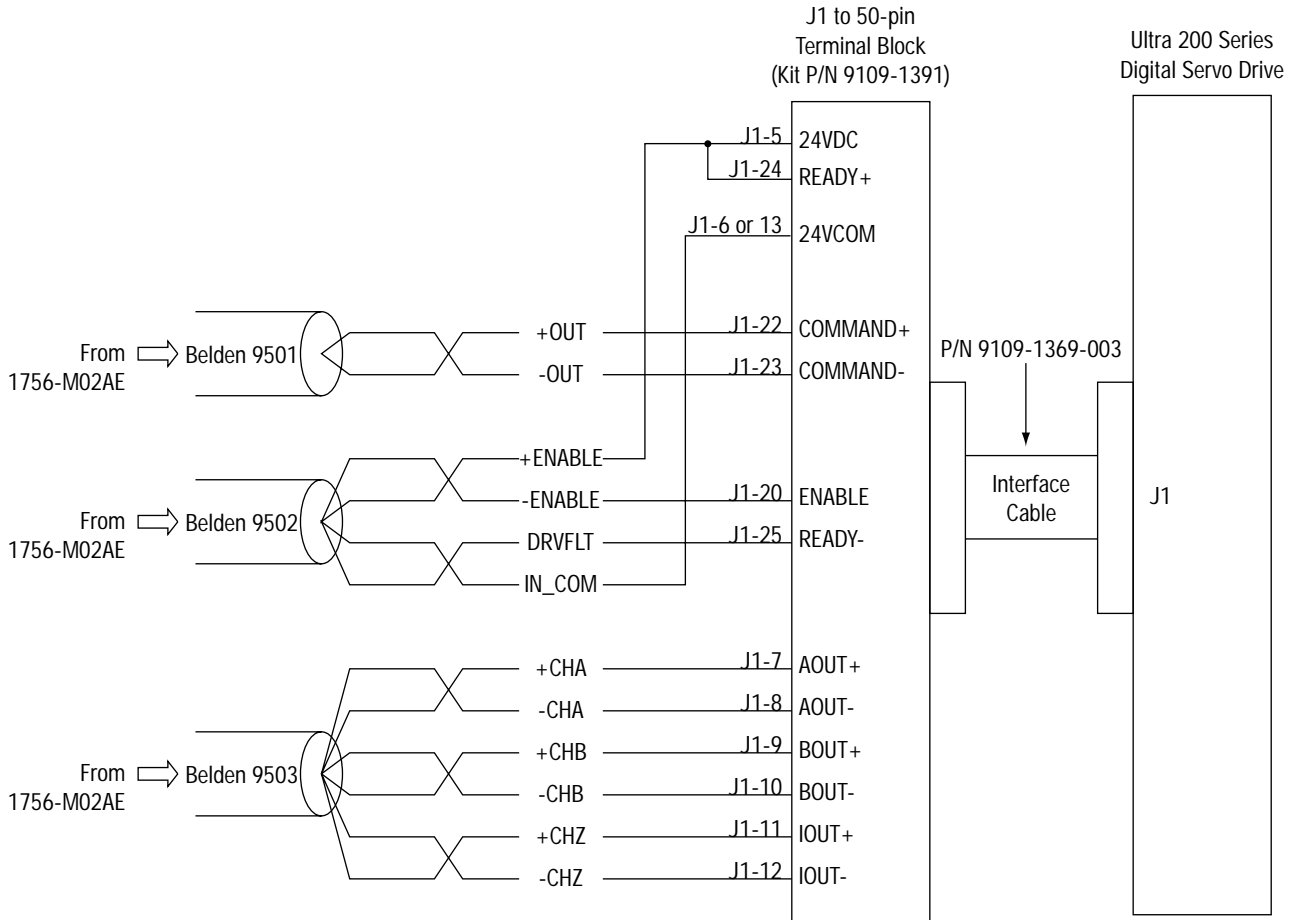 J1 to 50-pin
Terminal Block
(Kit P/N 9109-1391)
Ultra 200 Series
Digital Servo Drive
J1-5 24VDC
J1-24 READY+
J1-6 or 13 24VCOM
From
1756-M02AE
Belden 9501
+OUT J1-22 COMMAND+
-OUT J1-23 COMMAND-
P/N 9109-1369-003
From
1756-M02AE
Belden 9502
+ENABLE
-ENABLE J1-20 ENABLE
DRVFLT J1-25 READY-
IN_COM
Interface
Cable
J1
From
1756-M02AE
Belden 9503
+CHA J1-7 AOUT+
-CHA J1-8 AOUT-
+CHB J1-9 BOUT+
-CHB J1-10 BOUT-
+CHZ J1-11 IOUT+
-CHZ J1-12 IOUT-